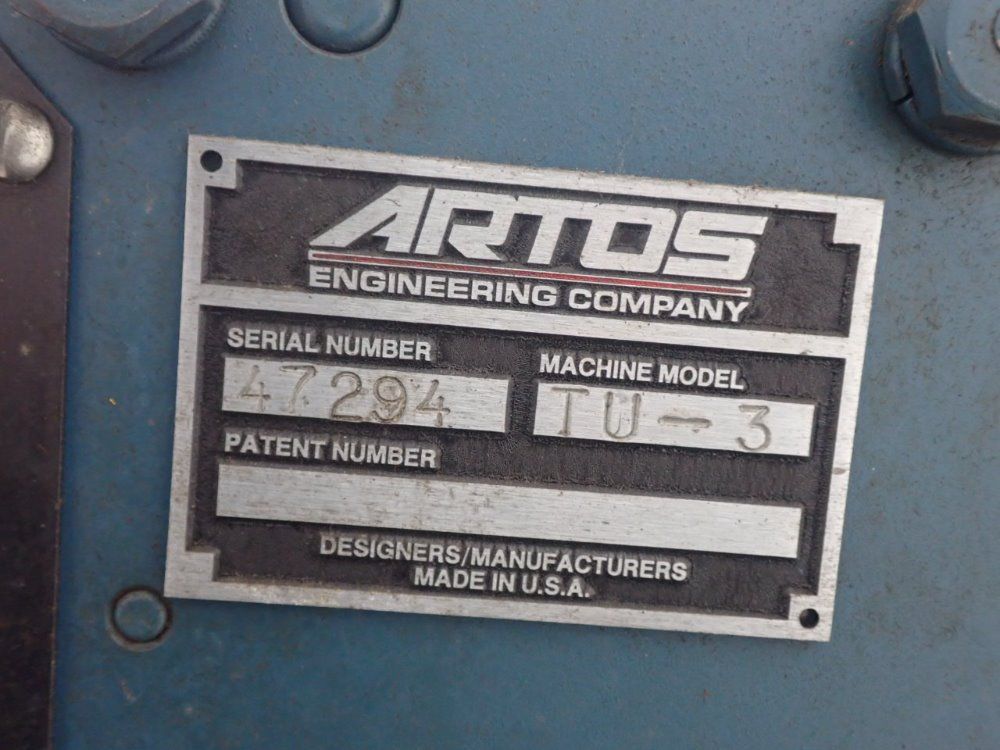 ARTOS
ENGINEERING COMPANY
SERIAL NUMBER
47294
MACHINE MODEL
TU-3
PATENT NUMBER
DESIGNERS/MANUFACTURERS
MADE IN U.S.A.